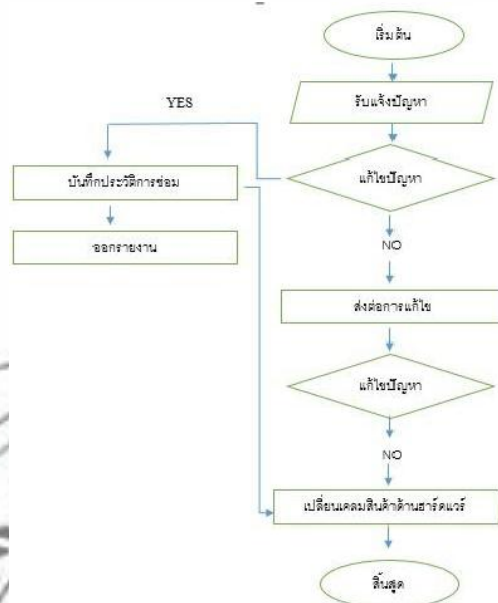 เริ่มต้น
รับแจ้งปัญหา
YES
แก้ไขปัญหา
บันทึกประวัติการซ่อม
ออกรายงาน
NO
ส่งต่อการแก้ไข
แก้ไขปัญหา
NO
เปลี่ยนเคลมสินค้าด้านฮาร์ดแวร์
สิ้นสุด